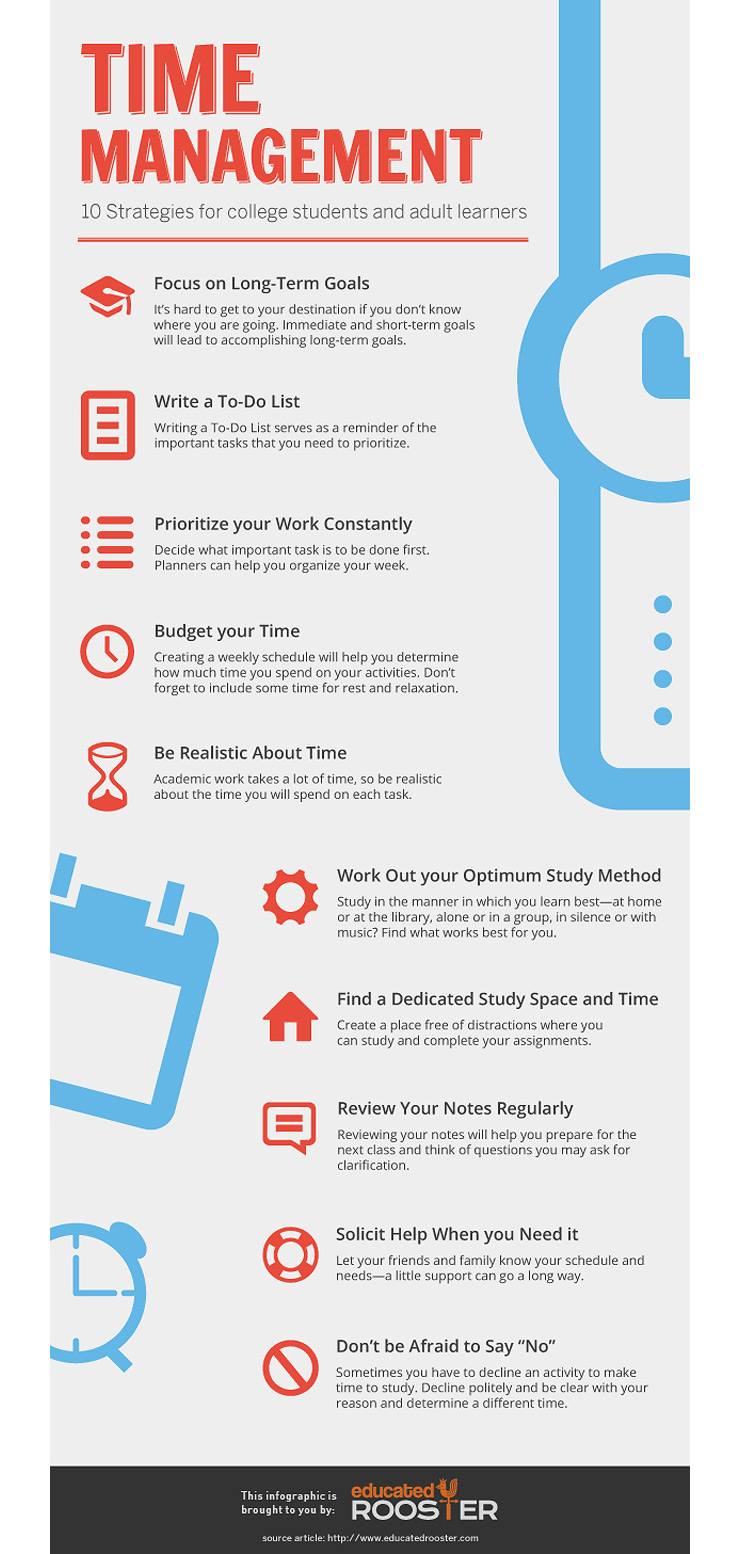 TIME
MANAGEMENT
10 Strategies for college students and adult learners
Focus on Long-Term Goals
It's hard to get to your destination if you don't know
where you are going. Immediate and short-term goals
will lead to accomplishing long-term goals.
Write a To-Do List
Writing a To-Do List serves as a reminder of the
important tasks that you need to prioritize.
Prioritize your Work Constantly
Decide what important task is to be done first.
Planners can help you organize your week.
Budget your Time
Creating a weekly schedule will help you determine
how much time you spend on your activities. Don't
forget to include some time for rest and relaxation.
Be Realistic About Time
Academic work takes a lot of time, so be realistic
about the time you will spend on each task.
Work Out your Optimum Study Method
Study in the manner in which you learn best—at home
or at the library, alone or in a group, in silence or with
music? Find what works best for you.
Find a Dedicated Study Space and Time
Create a place free of distractions where you
can study and complete your assignments.
Review Your Notes Regularly
Reviewing your notes will help you prepare for the
next class and think of questions you may ask for
clarification.
Solicit Help When you Need it
Let your friends and family know your schedule and
needs—a little support can go a long way.
Don't be Afraid to Say “No”
Sometimes you have to decline an activity to make
time to study. Decline politely and be clear with your
reason and determine a different time.
This infographic is
brought to you by:
educated
ROOSTER
source article: http://www.educatedrooster.com